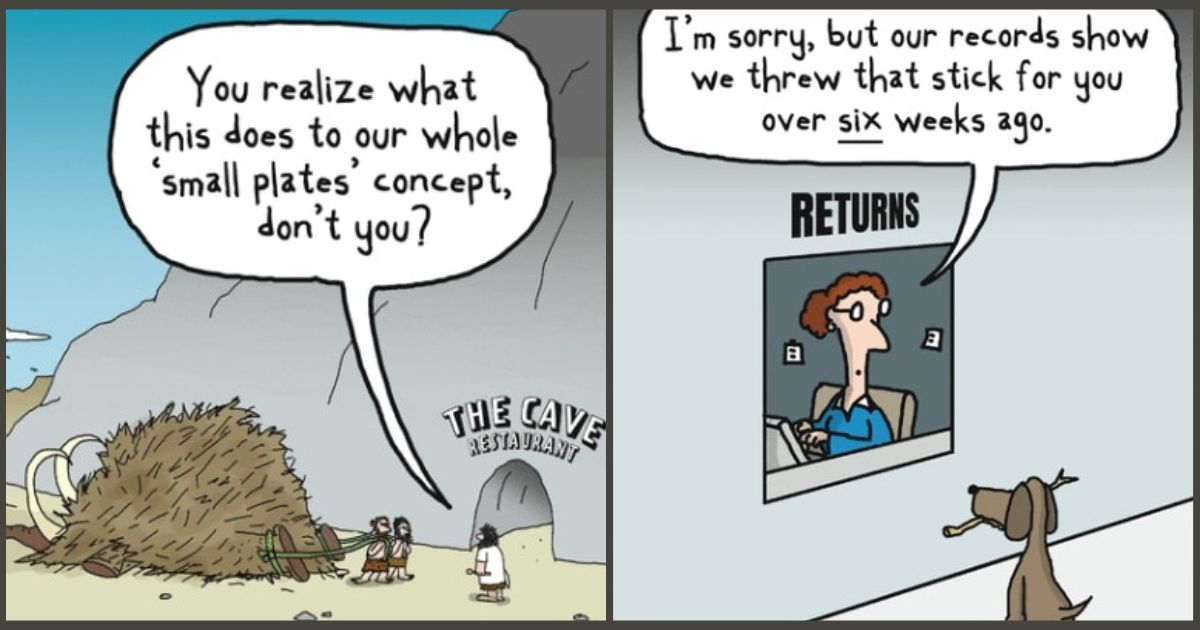 You realize what
this does to our whole
'small plates' concept,
don't you?
THE CAVE
RESTAURANT
I'm sorry, but our records show
we threw that stick for you
over six weeks ago.
RETURNS